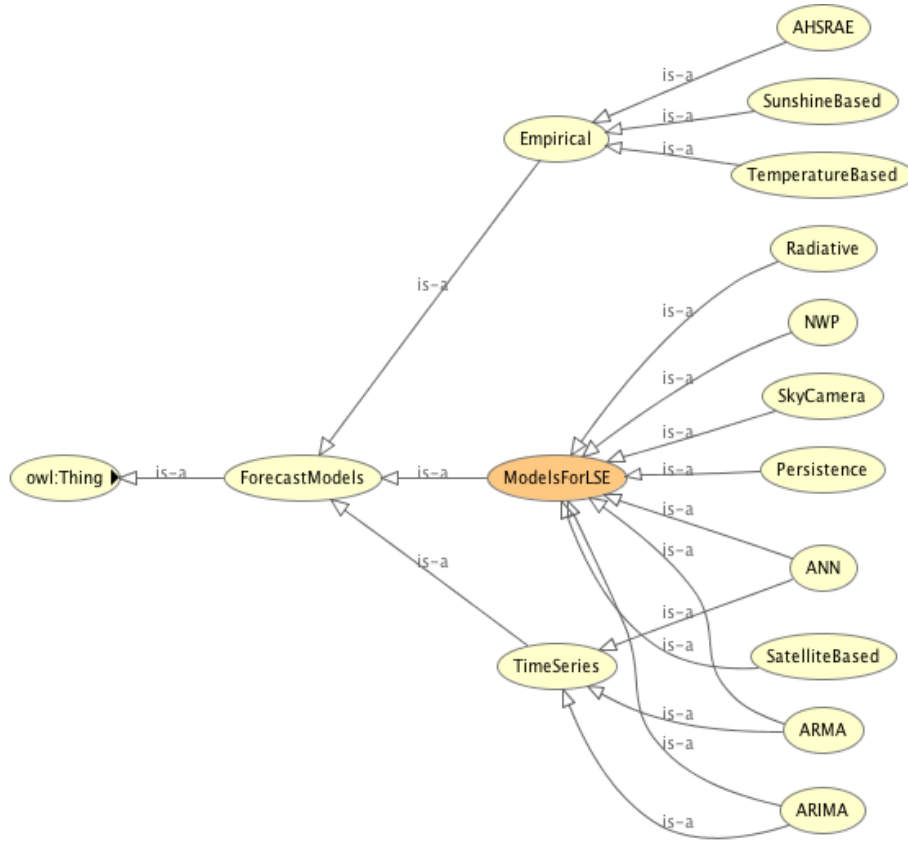 AHSRAE
is-a
SunshineBased
is-a
Empirical
is-a
TemperatureBased
Radiative
is-a
is-a
NWP
is-a
SkyCamera
is-a
owl:Thing
is-a
ForecastModels
is-a
ModelsForLSE
is-a
Persistence
is-a
is-a
is-a
ANN
is-a
is-a
SatelliteBased
TimeSeries
is-a
ARMA
is-a
ARIMA
is-a